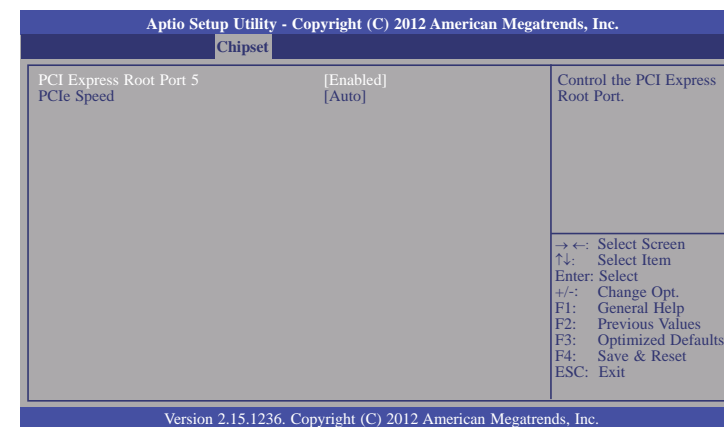 Aptio Setup Utility - Copyright (C) 2012 American Megatrends, Inc.
Chipset
PCI Express Root Port 5 [Enabled]
PCIe Speed [Auto]
Control the PCI Express
Root Port.
→ ←: Select Screen
↑↓: Select Item
Enter: Select
+/-: Change Opt.
F1: General Help
F2: Previous Values
F3: Optimized Defaults
F4: Save & Reset
ESC: Exit
Version 2.15.1236. Copyright (C) 2012 American Megatrends, Inc.